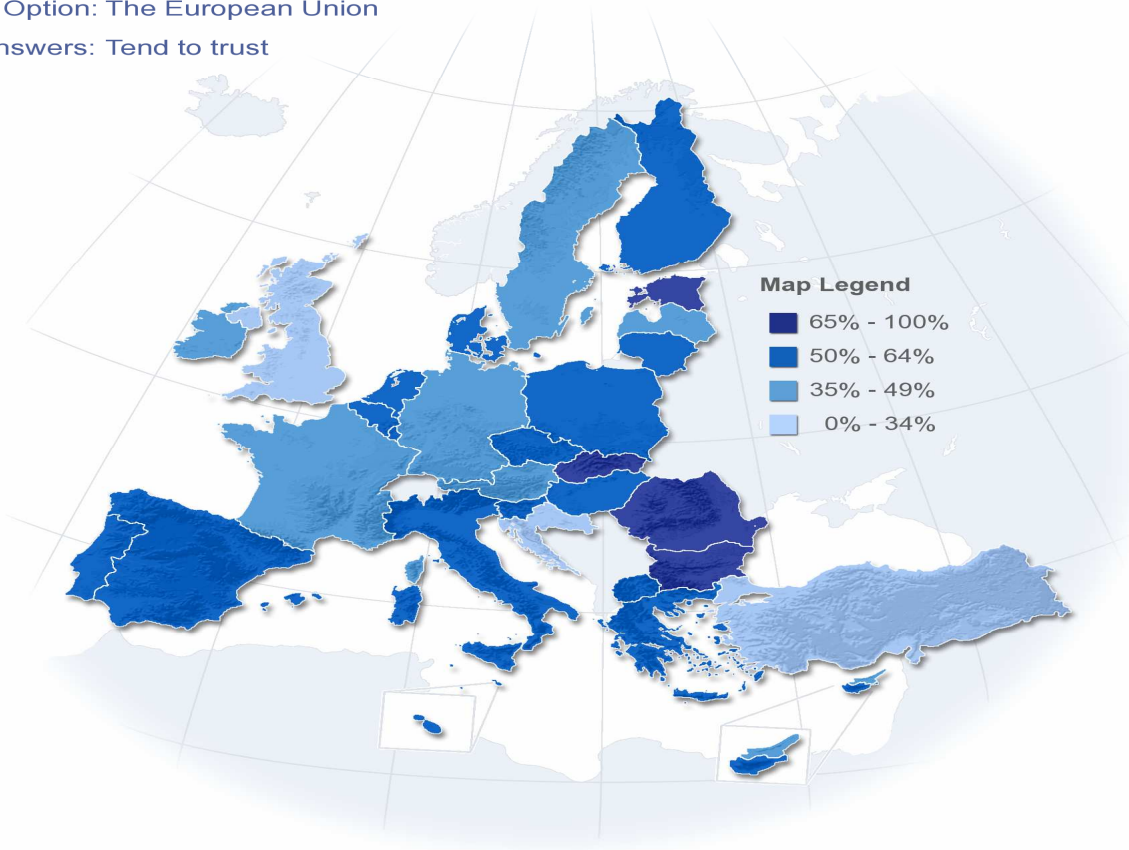 Option: The European Union
nswers: Tend to trust
Map Legend
65% - 100%
50% - 64%
35% - 49%
0% - 34%